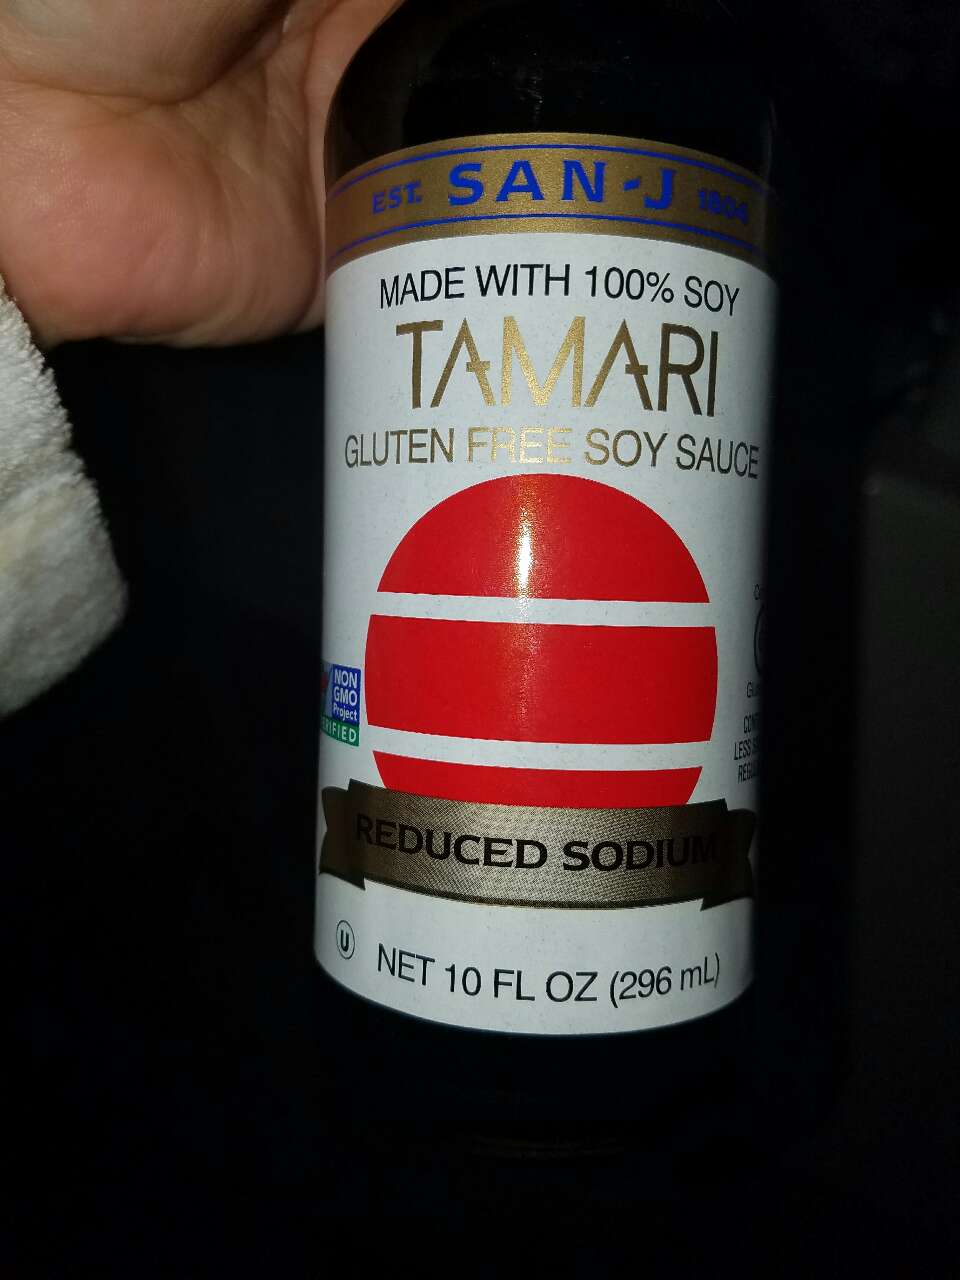 EST. SAN-J 1804
MADE WITH 100% SOY
TAMARI
GLUTEN FREE SOY SAUCE
NON
GMO
Project
LESS
REDUCED SODIUM
U NET 10 FL OZ (296 mL)